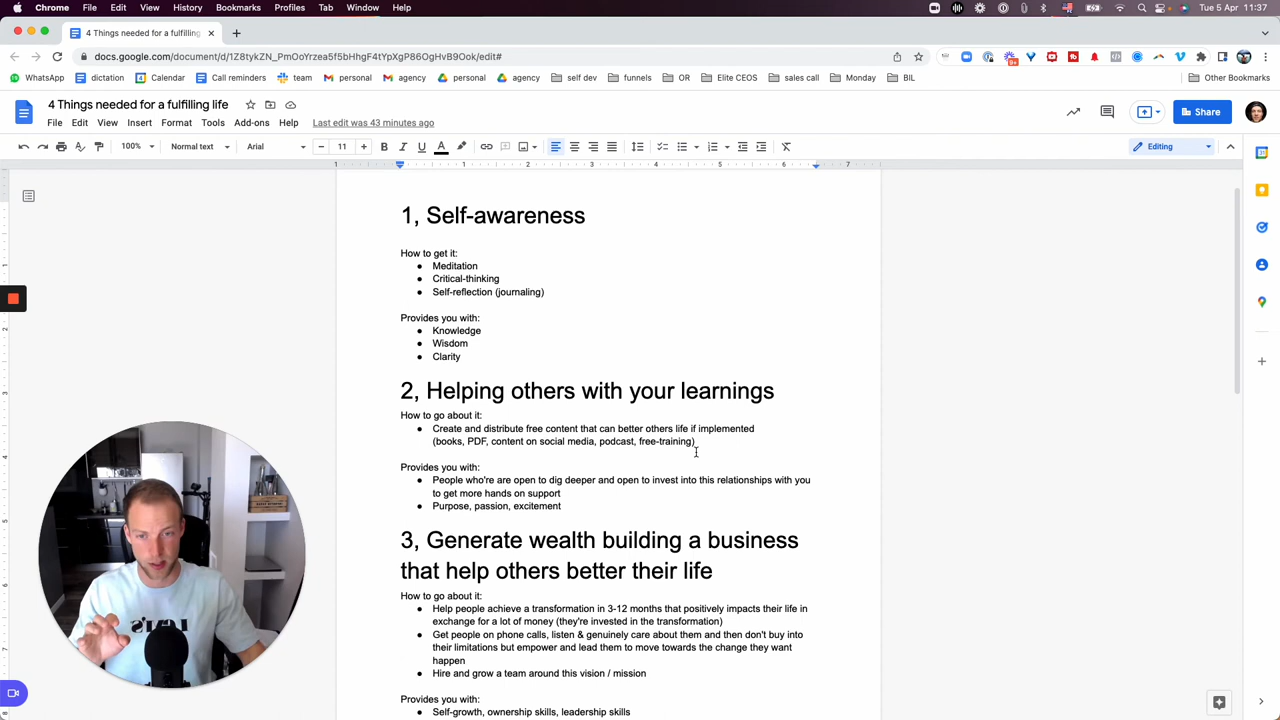 Chrome File Edit View History Bookmarks Profiles Tab Window Help Tue 5 Apr 11:37
4 Things needed for a fulfilling
docs.google.com/document/d/1Z8tykZN_PmOoYrzea5f5bHhgF4tYpXgP86OgHvB9Ook/edit#
WhatsApp dictation Calendar Call reminders team personal agency personal agency self dev funnels OR Elite CEOS sales call Monday BIL Other Bookmarks
4 Things needed for a fulfilling life
Share
File Edit View Insert Format Tools Add-ons Help Last edit was 43 minutes ago
100% Normal text Arial 11 B I U A Editing
1 1 2 3 4 5 6 7
1, Self-awareness
How to get it:
● Meditation
● Critical-thinking
● Self-reflection (journaling)
Provides you with:
● Knowledge
● Wisdom
● Clarity
2, Helping others with your learnings
How to go about it:
● Create and distribute free content that can better others life if implemented
(books, PDF, content on social media, podcast, free-training)
Provides you with:
● People who're are open to dig deeper and open to invest into this relationships with you
to get more hands on support
● Purpose, passion, excitement
3, Generate wealth building a business
that help others better their life
How to go about it:
● Help people achieve a transformation in 3-12 months that positively impacts their life in
exchange for a lot of money (they're invested in the transformation)
● Get people on phone calls, listen & genuinely care about them and then don't buy into
their limitations but empower and lead them to move towards the change they want
happen
● Hire and grow a team around this vision / mission
Provides you with:
● Self-growth, ownership skills, leadership skills